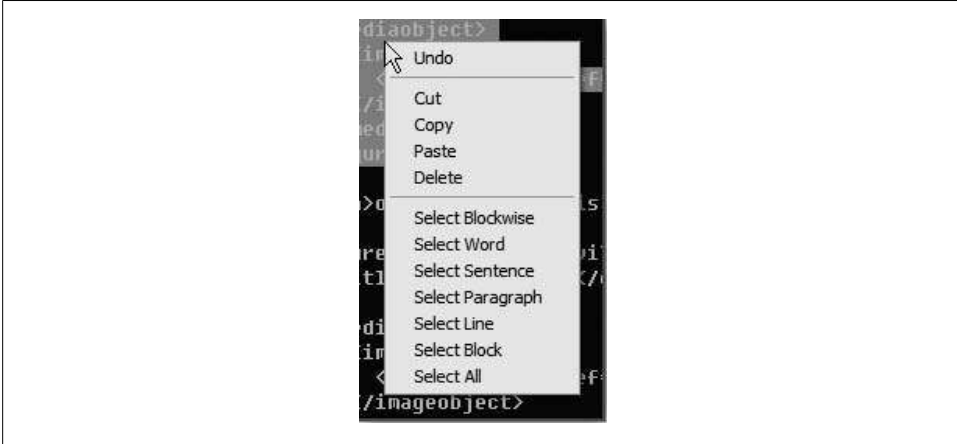 diaobject>
Undo
Cut
Copy
Paste
Delete
Select Blockwise
Select Word
Select Sentence
Select Paragraph
Select Line
Select Block
Select All
/imageobject>